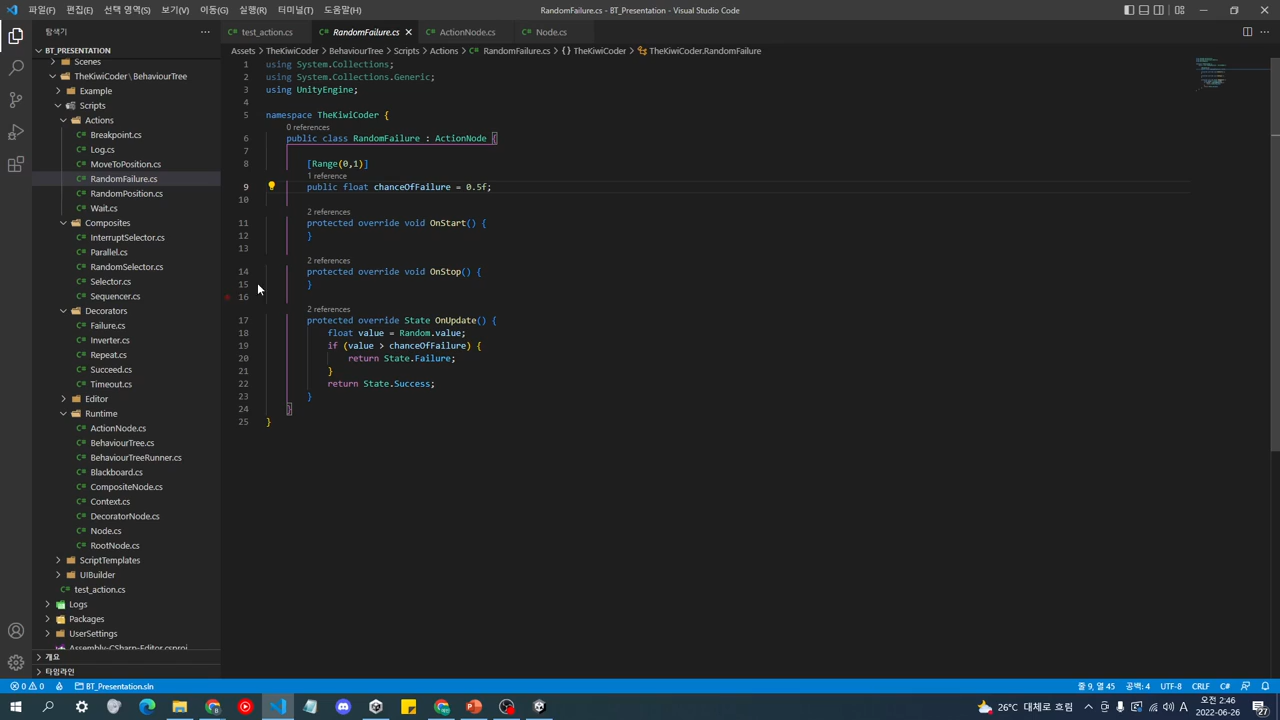 파일(F) 편집(E) 선택 영역(S) 보기(V) 이동(G) 실행(R) 터미널(T) 도움말(H)
RandomFailure.cs - BT_Presentation - Visual Studio Code
탐색기
test_action.cs
RandomFailure.cs
ActionNode.cs
Node.cs
BT_PRESENTATION
Scenes
TheKiwiCoder \ BehaviourTree
Example
Scripts
Actions
Breakpoint.cs
Log.cs
MoveToPosition.cs
RandomFailure.cs
RandomPosition.cs
Wait.cs
Composites
InterruptSelector.cs
Parallel.cs
RandomSelector.cs
Selector.cs
Sequencer.cs
Decorators
Failure.cs
Inverter.cs
Repeat.cs
Succeed.cs
Timeout.cs
Editor
Runtime
ActionNode.cs
BehaviourTree.cs
BehaviourTreeRunner.cs
Blackboard.cs
CompositeNode.cs
Context.cs
DecoratorNode.cs
Node.cs
RootNode.cs
ScriptTemplates
UIBuilder
test_action.cs
Logs
Packages
UserSettings
Assembly-CSharp-Editor.csproj
개요
타임라인
Assets > TheKiwiCoder > BehaviourTree > Scripts > Actions > RandomFailure.cs > {} TheKiwiCoder > TheKiwiCoder.RandomFailure
1 using System.Collections;
2 using System.Collections.Generic;
3 using UnityEngine;
4
5 namespace TheKiwiCoder {
0 references
6 public class RandomFailure : ActionNode {
7
8 [Range(0,1)]
1 reference
9 public float chanceOfFailure = 0.5f;
10
2 references
11 protected override void OnStart() {
12 }
13
2 references
14 protected override void OnStop() {
15 }
16
2 references
17 protected override State OnUpdate() {
18 float value = Random.value;
19 if (value > chanceOfFailure) {
20 return State.Failure;
21 }
22 return State.Success;
23 }
24 }
25 }
0 0 BT_Presentation.sln
줄 9, 열 45 공백: 4 UTF-8 CRLF C#
26°C 대체로 흐림 A 오전 2:46
2022-06-26 27